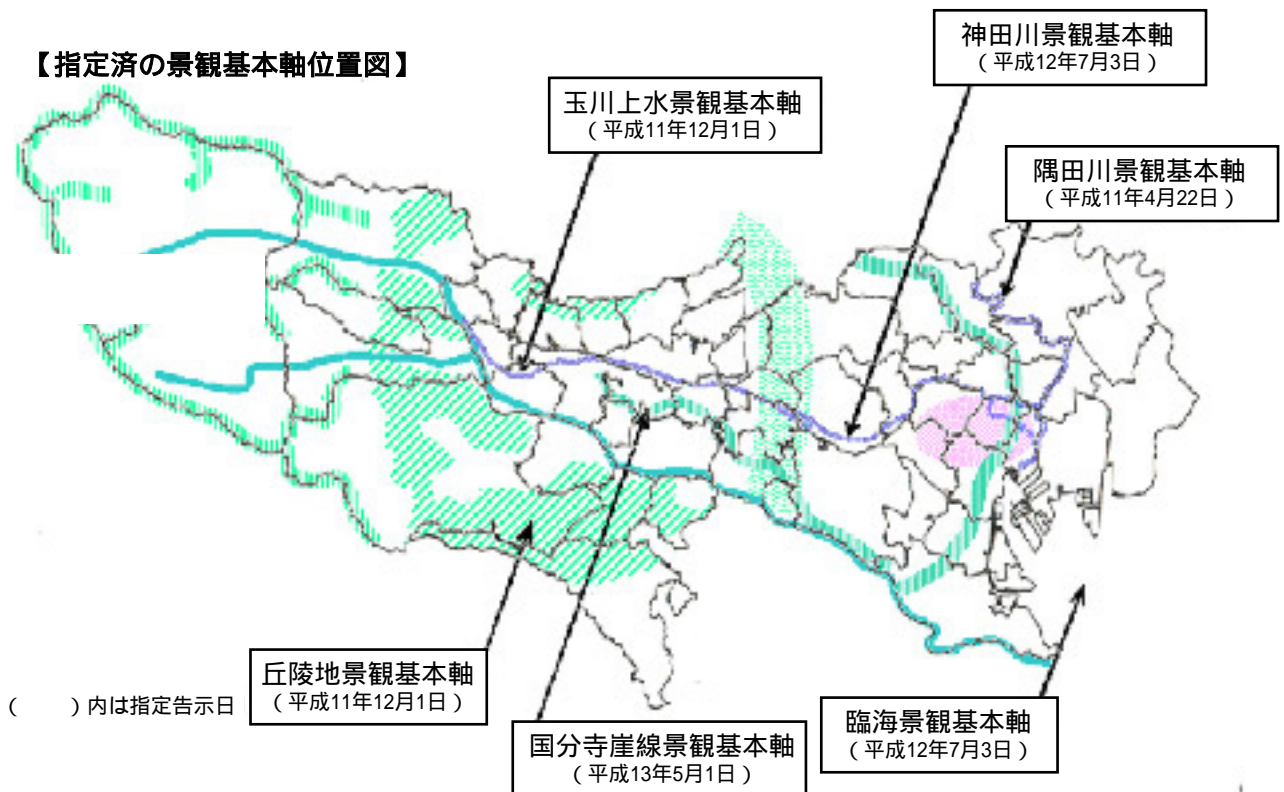 【指定済の景観基本軸位置図】
神田川景観基本軸
（平成12年7月3日）
玉川上水景観基本軸
（平成11年12月1日）
隅田川景観基本軸
（平成11年4月22日）
丘陵地景観基本軸
（平成11年12月1日）
（　　）内は指定告示日
国分寺崖線景観基本軸
（平成13年5月1日）
臨海景観基本軸
（平成12年7月3日）